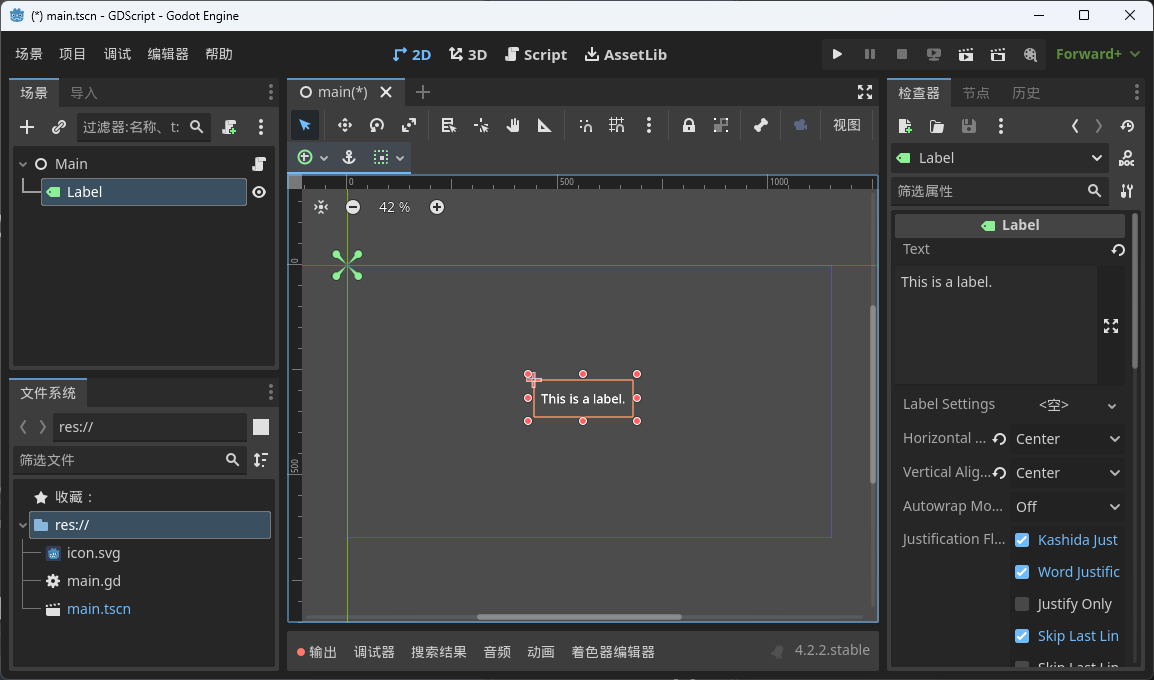 (*) main.tscn - GDScript - Godot Engine
场景 项目 调试 编辑器 帮助
2D 3D Script AssetLib
Forward+
场景 导入
过滤器:名称、t:
Main
Label
文件系统
res://
筛选文件
收藏：
res://
icon.svg
main.gd
main.tscn
main(*)
视图
0 500 1000
42 %
0
500
This is a label.
输出 调试器 搜索结果 音频 动画 着色器编辑器
4.2.2.stable
检查器 节点 历史
Label
DOC
筛选属性
Label
Text
This is a label.
Label Settings <空>
Horizontal ... Center
Vertical Alig... Center
Autowrap Mo... Off
Justification Fl... Kashida Just
Word Justific
Justify Only
Skip Last Lin
Skip Last Lin